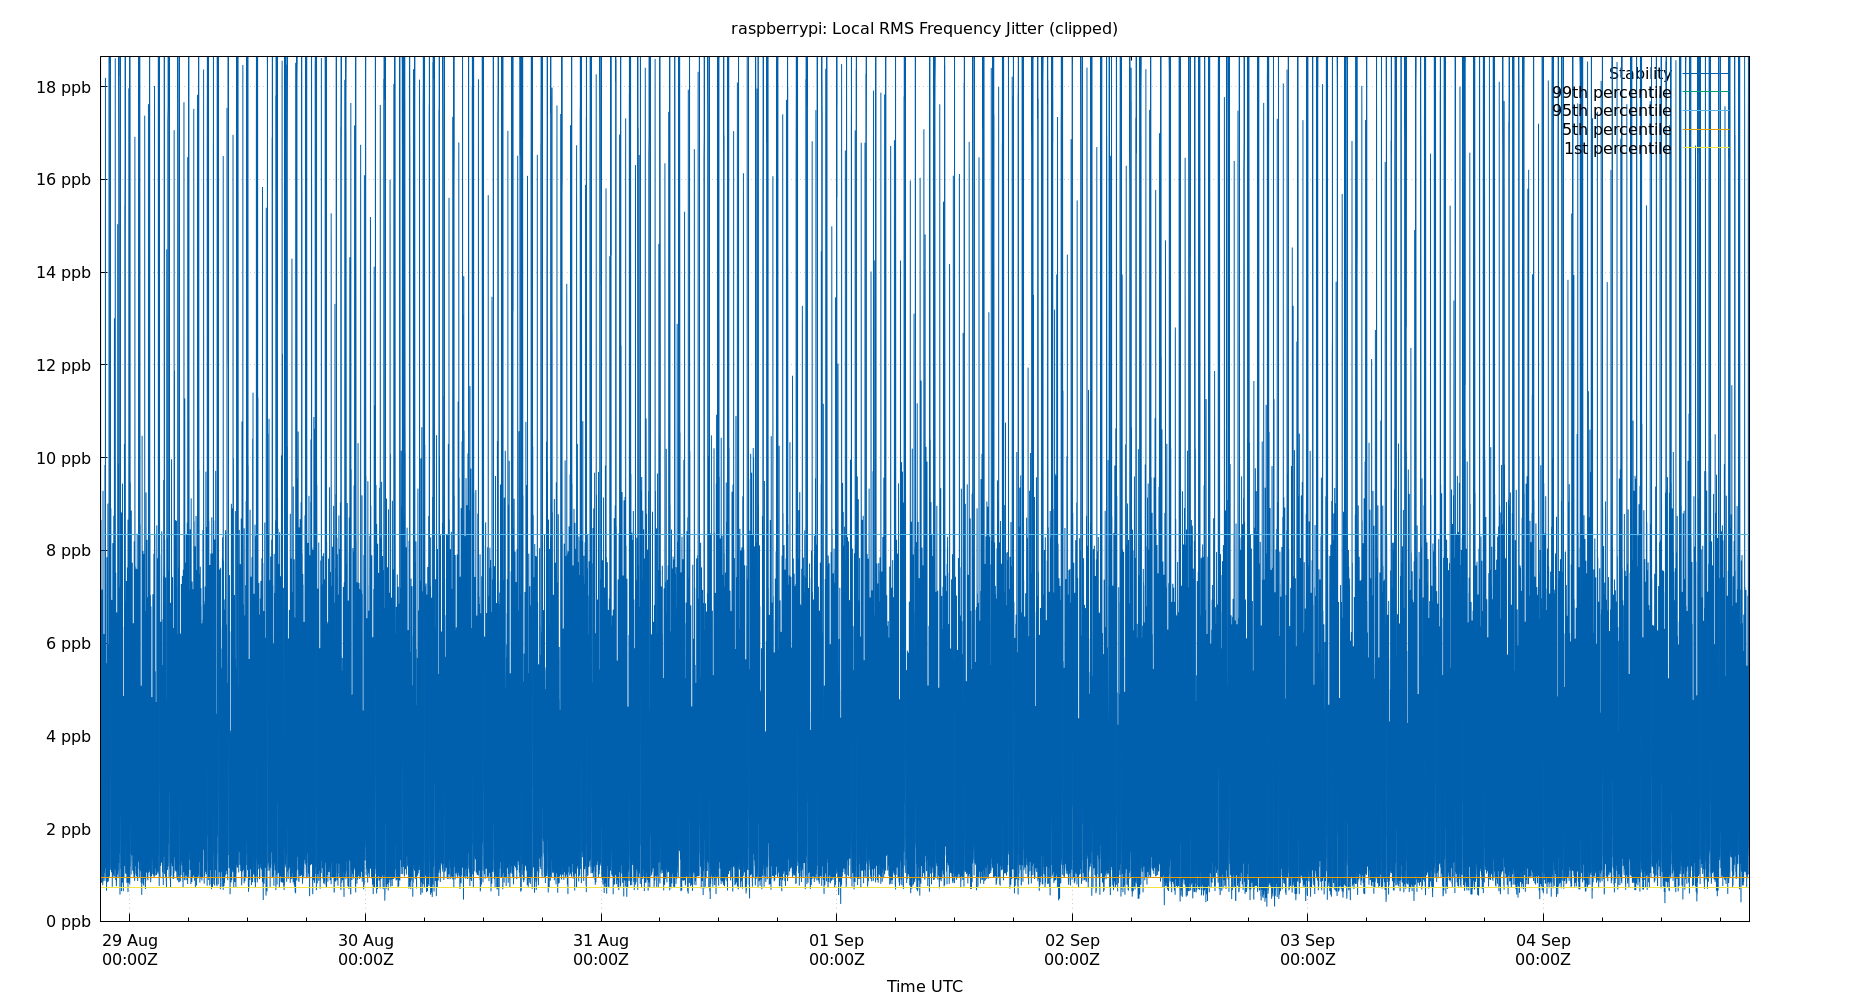 raspberrypi: Local RMS Frequency Jitter (clipped)
18 ppb
16 ppb
14 ppb
12 ppb
10 ppb
8 ppb
6 ppb
4 ppb
2 ppb
0 ppb
Stability
99th percentile
95th percentile
5th percentile
1st percentile
29 Aug 30 Aug 31 Aug 01 Sep 02 Sep 03 Sep 04 Sep
00:00Z 00:00Z 00:00Z 00:00Z 00:00Z 00:00Z 00:00Z
Time UTC